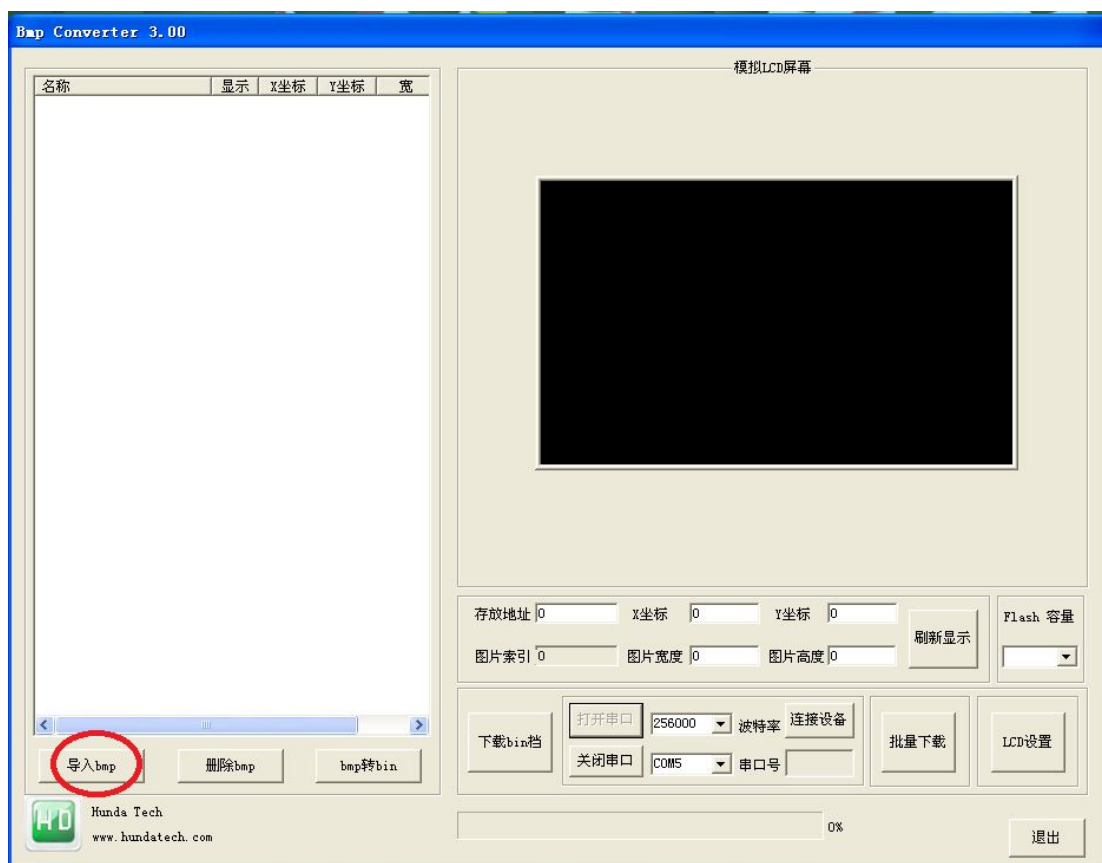 Bmp Converter 3.00
名称 显示 X坐标 Y坐标 宽
导入bmp 删除bmp bmp转bin
Hunda Tech
www.hundatech.com
模拟LCD屏幕
存放地址 0 X坐标 0 Y坐标 0
图片索引 0 图片宽度 0 图片高度 0
刷新显示
Flash 容量
下载bin档
打开串口 256000 波特率 连接设备
关闭串口 COM5 串口号
批量下载
LCD设置
0%
退出
HD